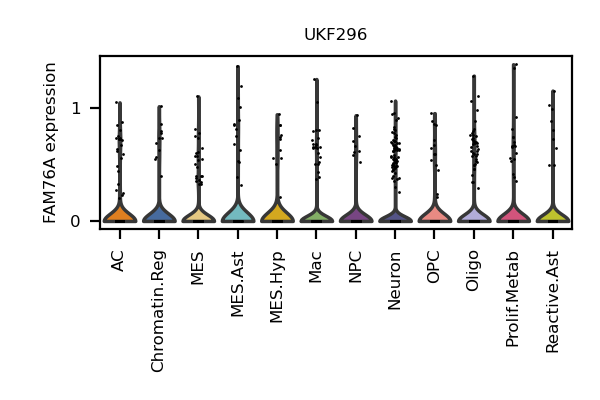 UKF296
FAM76A expression
1
0
AC
Chromatin.Reg
MES
MES.Ast
MES.Hyp
Mac
NPC
Neuron
OPC
Oligo
Prolif.Metab
Reactive.Ast